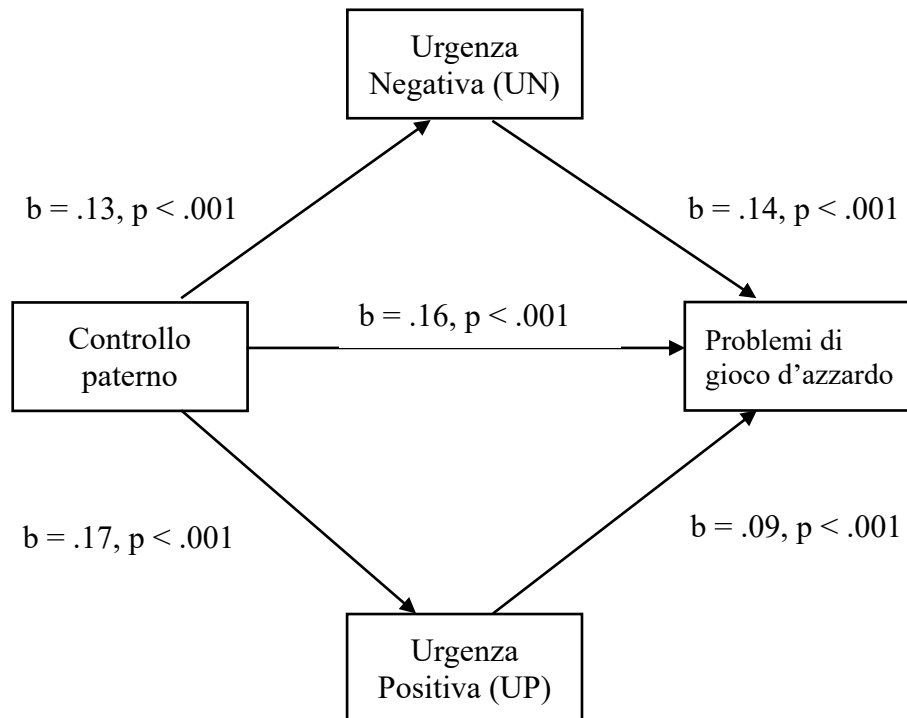 Urgenza
Negativa (UN)
b = .13, p < .001
b = .14, p < .001
b = .16, p < .001
Controllo
paterno
Problemi di
gioco d’azzardo
b = .17, p < .001
b = .09, p < .001
Urgenza
Positiva (UP)